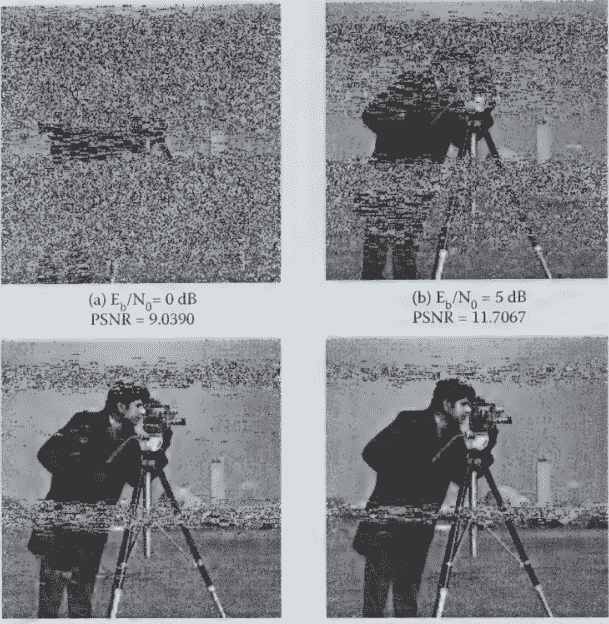 (a) E_b/N_0= 0 dB
PSNR = 9.0390
(b) E_b/N_0 = 5 dB
PSNR = 11.7067